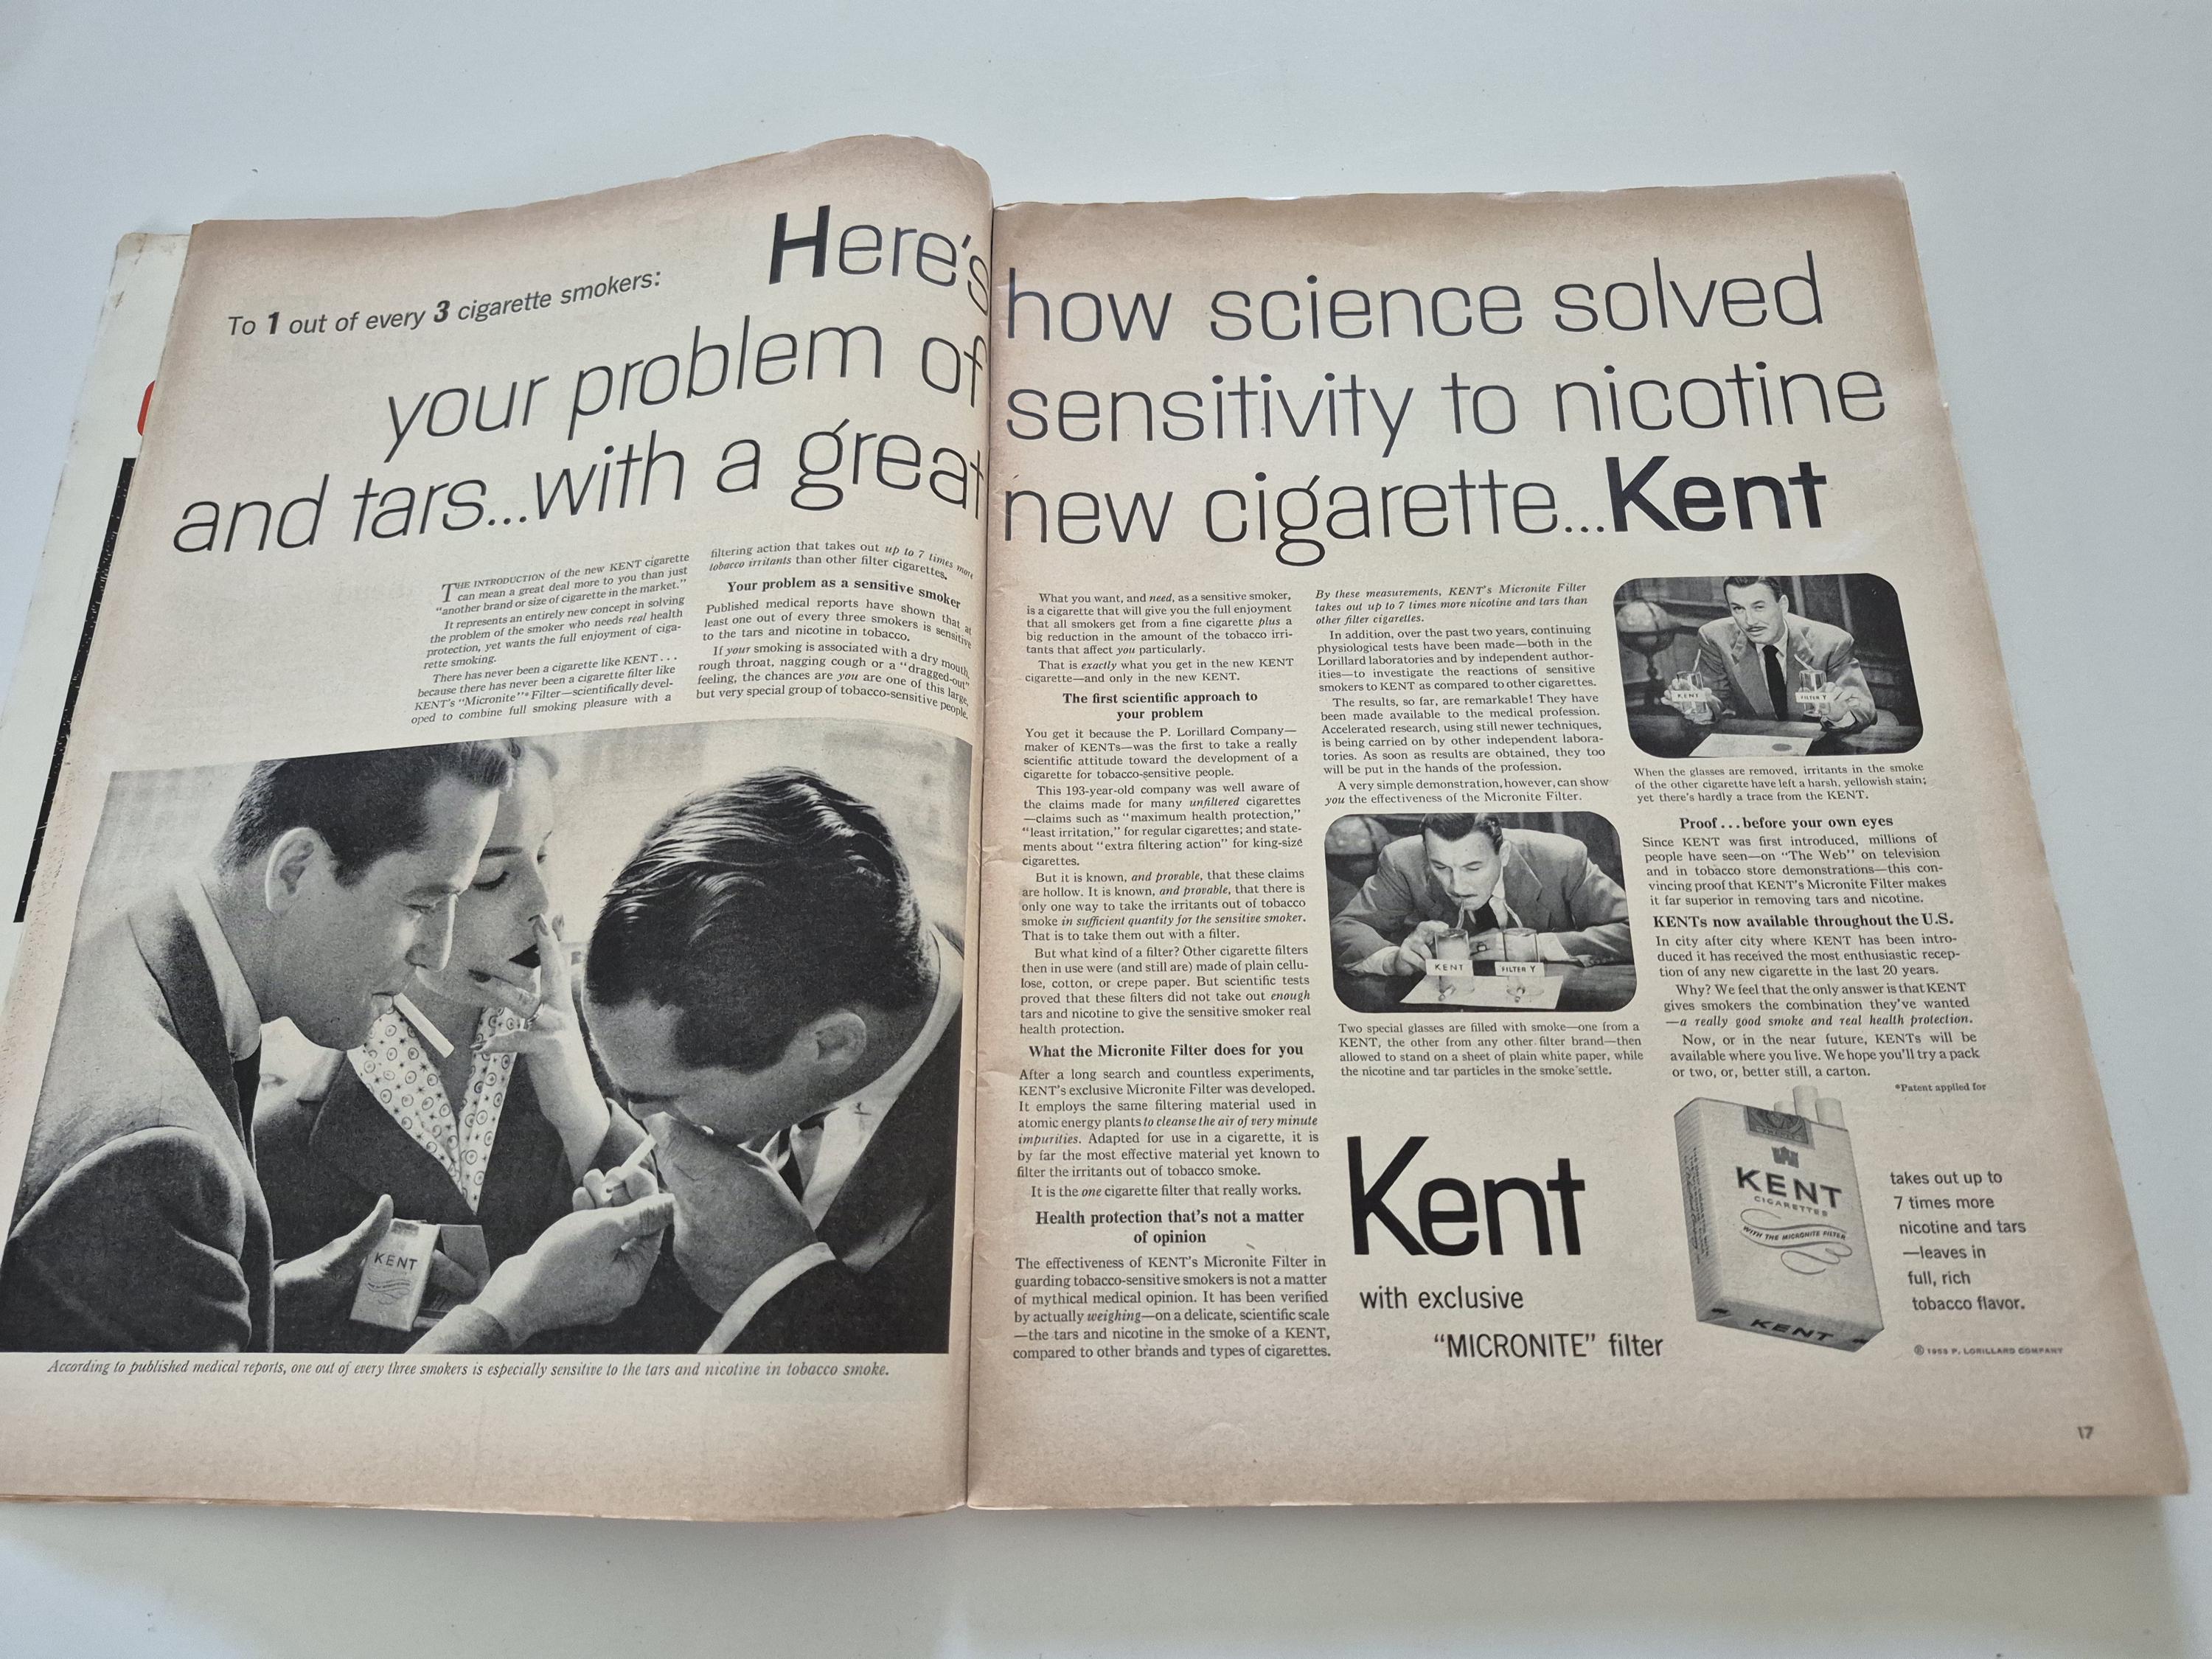 To 1 out of every 3 cigarette smokers:
Here's how science solved
your problem of sensitivity to nicotine
and tars...with a great new cigarette...Kent
THE INTRODUCTION of the new KENT cigarette
can mean a great deal more to you than just
"another brand or size of cigarette in the market."
It represents an entirely new concept in solving
the problem of the smoker who needs real health
protection, yet wants the full enjoyment of ciga-
rette smoking.
There has never been a cigarette like KENT...
because there has never been a cigarette filter like
KENT's "Micronite"* Filter—scientifically devel-
oped to combine full smoking pleasure with a
filtering action that takes out up to 7 times more
tobacco irritants than other filter cigarettes.
Your problem as a sensitive smoker
Published medical reports have shown that at
least one out of every three smokers is sensitive
to the tars and nicotine in tobacco.
If your smoking is associated with a dry mouth,
rough throat, nagging cough or a "dragged-out"
feeling, the chances are you are one of this large,
but very special group of tobacco-sensitive people.
KENT
According to published medical reports, one out of every three smokers is especially sensitive to the tars and nicotine in tobacco smoke.
What you want, and need, as a sensitive smoker,
is a cigarette that will give you the full enjoyment
that all smokers get from a fine cigarette plus a
big reduction in the amount of the tobacco irri-
tants that affect you particularly.
That is exactly what you get in the new KENT
cigarette—and only in the new KENT.
The first scientific approach to
your problem
You get it because the P. Lorillard Company—
maker of KENTs—was the first to take a really
scientific attitude toward the development of a
cigarette for tobacco-sensitive people.
This 193-year-old company was well aware of
the claims made for many unfiltered cigarettes
—claims such as "maximum health protection,"
"least irritation," for regular cigarettes; and state-
ments about "extra filtering action" for king-size
cigarettes.
But it is known, and provable, that these claims
are hollow. It is known, and provable, that there is
only one way to take the irritants out of tobacco
smoke in sufficient quantity for the sensitive smoker.
That is to take them out with a filter.
But what kind of a filter? Other cigarette filters
then in use were (and still are) made of plain cellu-
lose, cotton, or crepe paper. But scientific tests
proved that these filters did not take out enough
tars and nicotine to give the sensitive smoker real
health protection.
What the Micronite Filter does for you
After a long search and countless experiments,
KENT's exclusive Micronite Filter was developed.
It employs the same filtering material used in
atomic energy plants to cleanse the air of very minute
impurities. Adapted for use in a cigarette, it is
by far the most effective material yet known to
filter the irritants out of tobacco smoke.
It is the one cigarette filter that really works.
Health protection that's not a matter
of opinion
The effectiveness of KENT's Micronite Filter in
guarding tobacco-sensitive smokers is not a matter
of mythical medical opinion. It has been verified
by actually weighing—on a delicate, scientific scale
—the tars and nicotine in the smoke of a KENT,
compared to other brands and types of cigarettes.
By these measurements, KENT's Micronite Filter
takes out up to 7 times more nicotine and tars than
other filter cigarettes.
In addition, over the past two years, continuing
physiological tests have been made—both in the
Lorillard laboratories and by independent author-
ities—to investigate the reactions of sensitive
smokers to KENT as compared to other cigarettes.
The results, so far, are remarkable! They have
been made available to the medical profession.
Accelerated research, using still newer techniques,
is being carried on by other independent labora-
tories. As soon as results are obtained, they too
will be put in the hands of the profession.
A very simple demonstration, however, can show
you the effectiveness of the Micronite Filter.
KENT
FILTER Y
Two special glasses are filled with smoke—one from a
KENT, the other from any other filter brand—then
allowed to stand on a sheet of plain white paper, while
the nicotine and tar particles in the smoke settle.
KENT
FILTER Y
When the glasses are removed, irritants in the smoke
of the other cigarette have left a harsh, yellowish stain;
yet there's hardly a trace from the KENT.
Proof...before your own eyes
Since KENT was first introduced, millions of
people have seen—on "The Web" on television
and in tobacco store demonstrations—this con-
vincing proof that KENT's Micronite Filter makes
it far superior in removing tars and nicotine.
KENTs now available throughout the U.S.
In city after city where KENT has been intro-
duced it has received the most enthusiastic recep-
tion of any new cigarette in the last 20 years.
Why? We feel that the only answer is that KENT
gives smokers the combination they've wanted
—a really good smoke and real health protection.
Now, or in the near future, KENTs will be
available where you live. We hope you'll try a pack
or two, or, better still, a carton.
*Patent applied for
Kent
with exclusive
"MICRONITE" filter
KENT
CIGARETTES
WITH THE MICRONITE FILTER
KENT
takes out up to
7 times more
nicotine and tars
—leaves in
full, rich
tobacco flavor.
© 1953 P. LORILLARD COMPANY
17